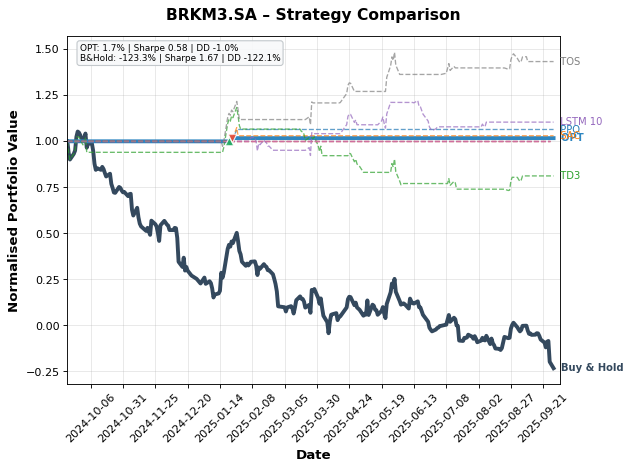 BRKM3.SA – Strategy Comparison
OPT: 1.7% | Sharpe 0.58 | DD -1.0%
B&Hold: -123.3% | Sharpe 1.67 | DD -122.1%
Normalised Portfolio Value
1.50
1.25
1.00
0.75
0.50
0.25
0.00
−0.25
TOS
LSTM 10
PPO
OPT
TD3
Buy & Hold
2024-10-06
2024-10-31
2024-11-25
2024-12-20
2025-01-14
2025-02-08
2025-03-05
2025-03-30
2025-04-24
2025-05-19
2025-06-13
2025-07-08
2025-08-02
2025-08-27
2025-09-21
Date